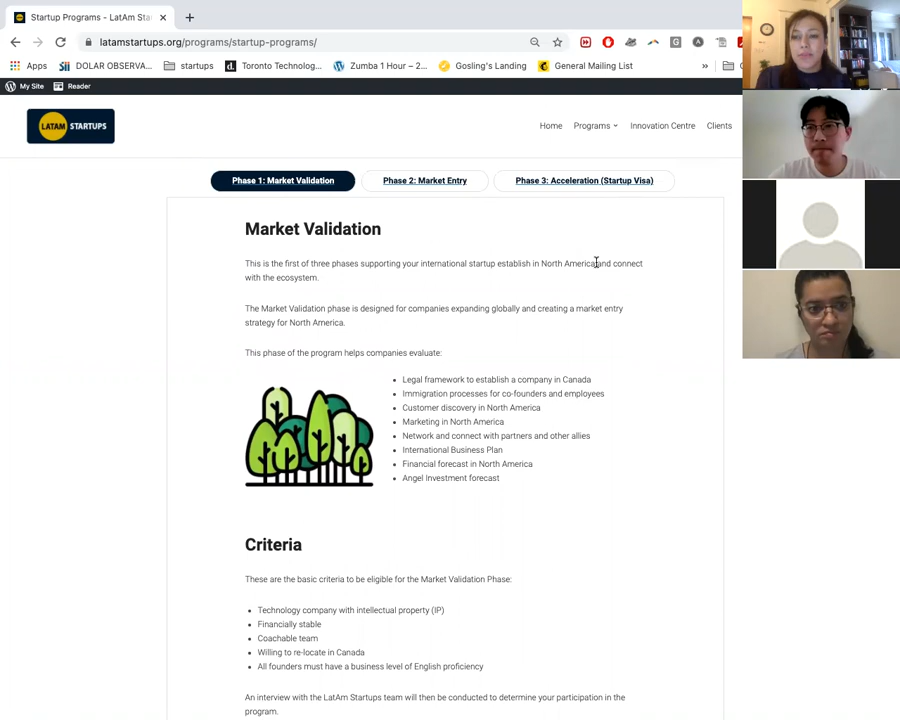 Startup Programs - LatAm Sta
latamstartups.org/programs/startup-programs/
Apps
DOLAR OBSERVA...
startups
Toronto Technolog...
Zumba 1 Hour – 2...
Gosling's Landing
General Mailing List
»
My Site
Reader
LATAM STARTUPS
Home
Programs
Innovation Centre
Clients
Phase 1: Market Validation
Phase 2: Market Entry
Phase 3: Acceleration (Startup Visa)
Market Validation
This is the first of three phases supporting your international startup establish in North America and connect
with the ecosystem.
The Market Validation phase is designed for companies expanding globally and creating a market entry
strategy for North America.
This phase of the program helps companies evaluate:
Legal framework to establish a company in Canada
Immigration processes for co-founders and employees
Customer discovery in North America
Marketing in North America
Network and connect with partners and other allies
International Business Plan
Financial forecast in North America
Angel Investment forecast
Criteria
These are the basic criteria to be eligible for the Market Validation Phase:
Technology company with intellectual property (IP)
Financially stable
Coachable team
Willing to re-locate in Canada
All founders must have a business level of English proficiency
An interview with the LatAm Startups team will then be conducted to determine your participation in the
program.